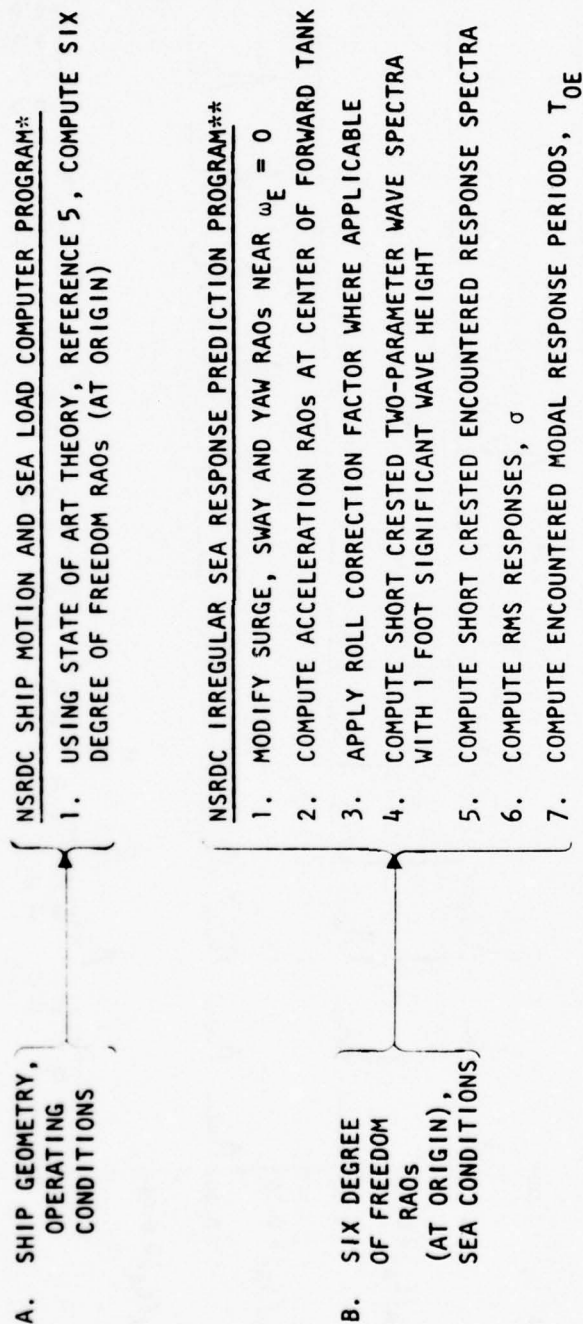 A. SHIP GEOMETRY,
OPERATING
CONDITIONS
NSRDC SHIP MOTION AND SEA LOAD COMPUTER PROGRAM*
1. USING STATE OF ART THEORY, REFERENCE 5, COMPUTE SIX
DEGREE OF FREEDOM RAOs (AT ORIGIN)
B. SIX DEGREE
OF FREEDOM
RAOs
(AT ORIGIN),
SEA CONDITIONS
NSRDC IRREGULAR SEA RESPONSE PREDICTION PROGRAM**
1. MODIFY SURGE, SWAY AND YAW RAOs NEAR ωE = 0
2. COMPUTE ACCELERATION RAOs AT CENTER OF FORWARD TANK
3. APPLY ROLL CORRECTION FACTOR WHERE APPLICABLE
4. COMPUTE SHORT CRESTED TWO-PARAMETER WAVE SPECTRA
WITH 1 FOOT SIGNIFICANT WAVE HEIGHT
5. COMPUTE SHORT CRESTED ENCOUNTERED RESPONSE SPECTRA
6. COMPUTE RMS RESPONSES, σ
7. COMPUTE ENCOUNTERED MODAL RESPONSE PERIODS, TOE